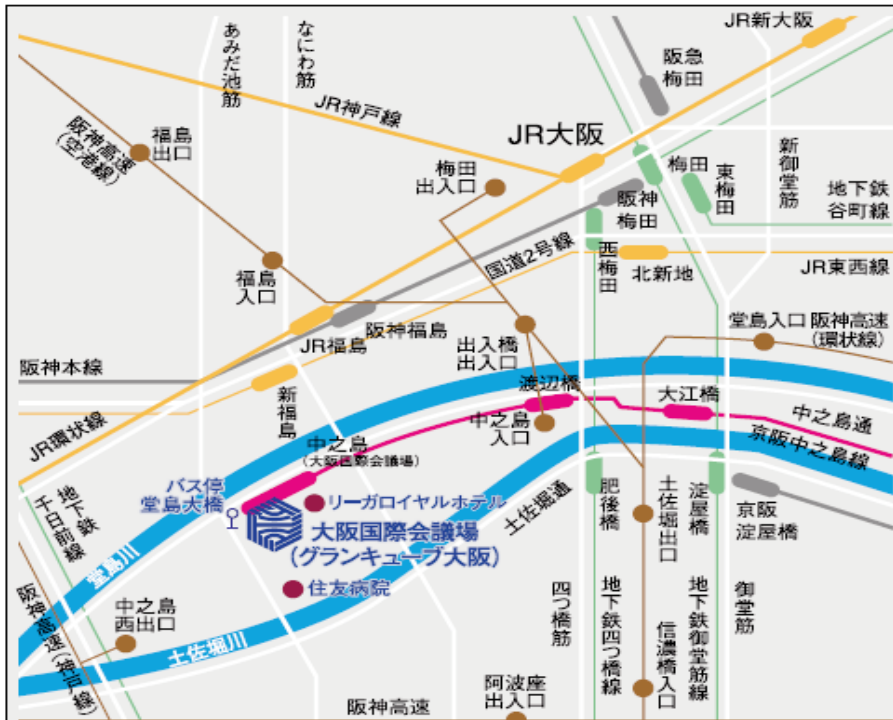 JR新大阪
あみだ池筋
なにわ筋
阪急
梅田
JR神戸線
JR大阪
阪神高速
(空港線)
福島
出口
梅田
出入口
梅田
東梅田
新御堂筋
地下鉄
谷町線
阪神
梅田
西梅田
国道2号線
北新地
JR東西線
福島
入口
阪神福島
JR福島
堂島入口
阪神高速
(環状線)
出入橋
出入口
阪神本線
新福島
渡辺橋
大江橋
中之島
入口
中之島通
京阪中之島線
JR環状線
中之島
(大阪国際会議場)
バス停
堂島大橋
リーガロイヤルホテル
大阪国際会議場
(グランキューブ大阪)
土佐堀通
肥後橋
土佐堀出口
淀屋橋
京阪
淀屋橋
地下鉄
千日前線
堂島川
住友病院
中之島
西出口
阪神高速(神戸線)
土佐堀川
四つ橋筋
地下鉄四つ橋線
信濃橋入口
地下鉄御堂筋線
御堂筋
阪神高速
阿波座
出入口